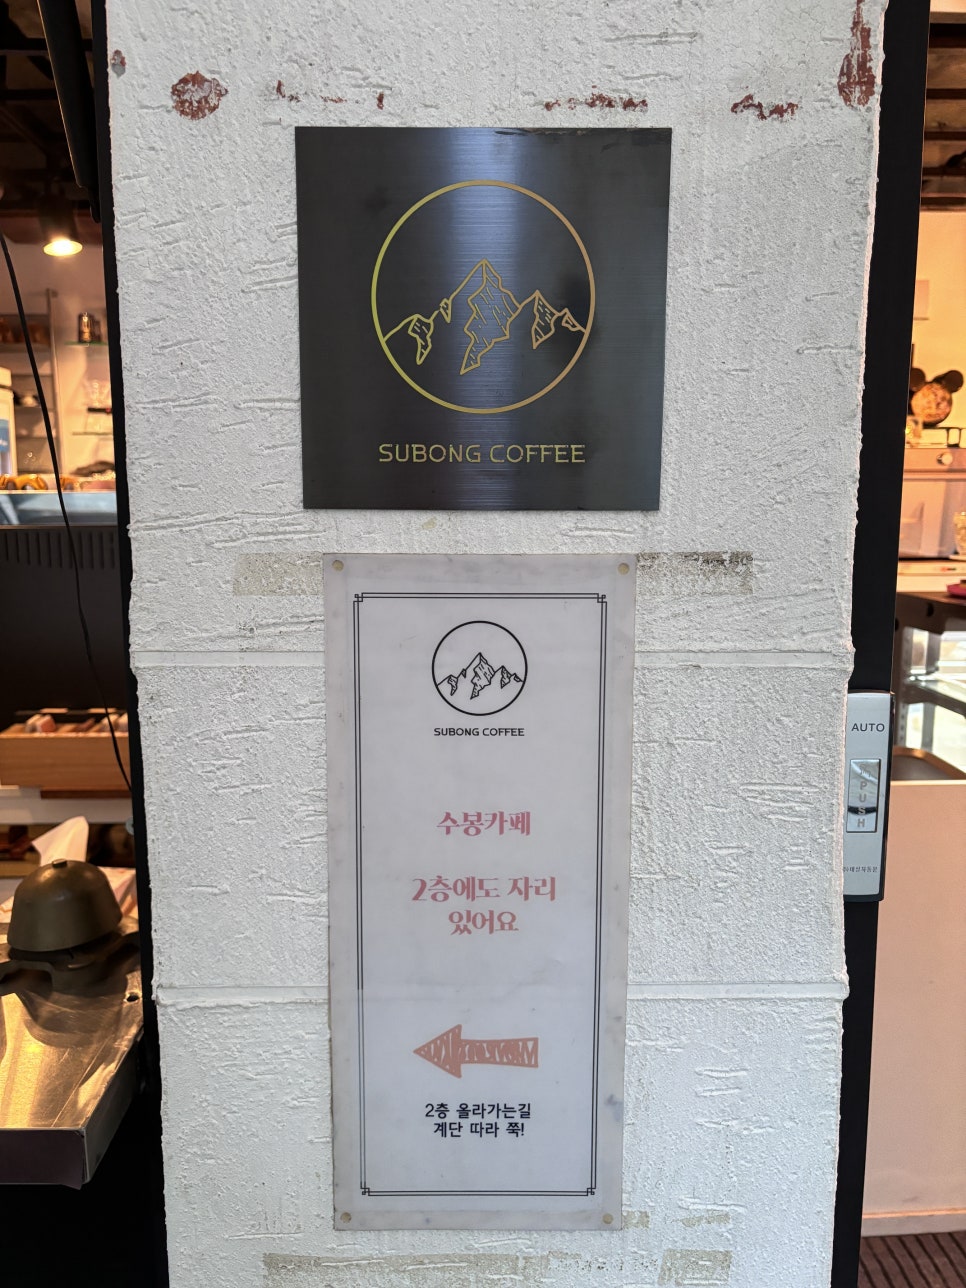 SUBONG COFFEE
SUBONG COFFEE
수봉카페
2층에도 자리
있어요
2층 올라가는길
계단 따라 쭉!
AUTO
PUSH